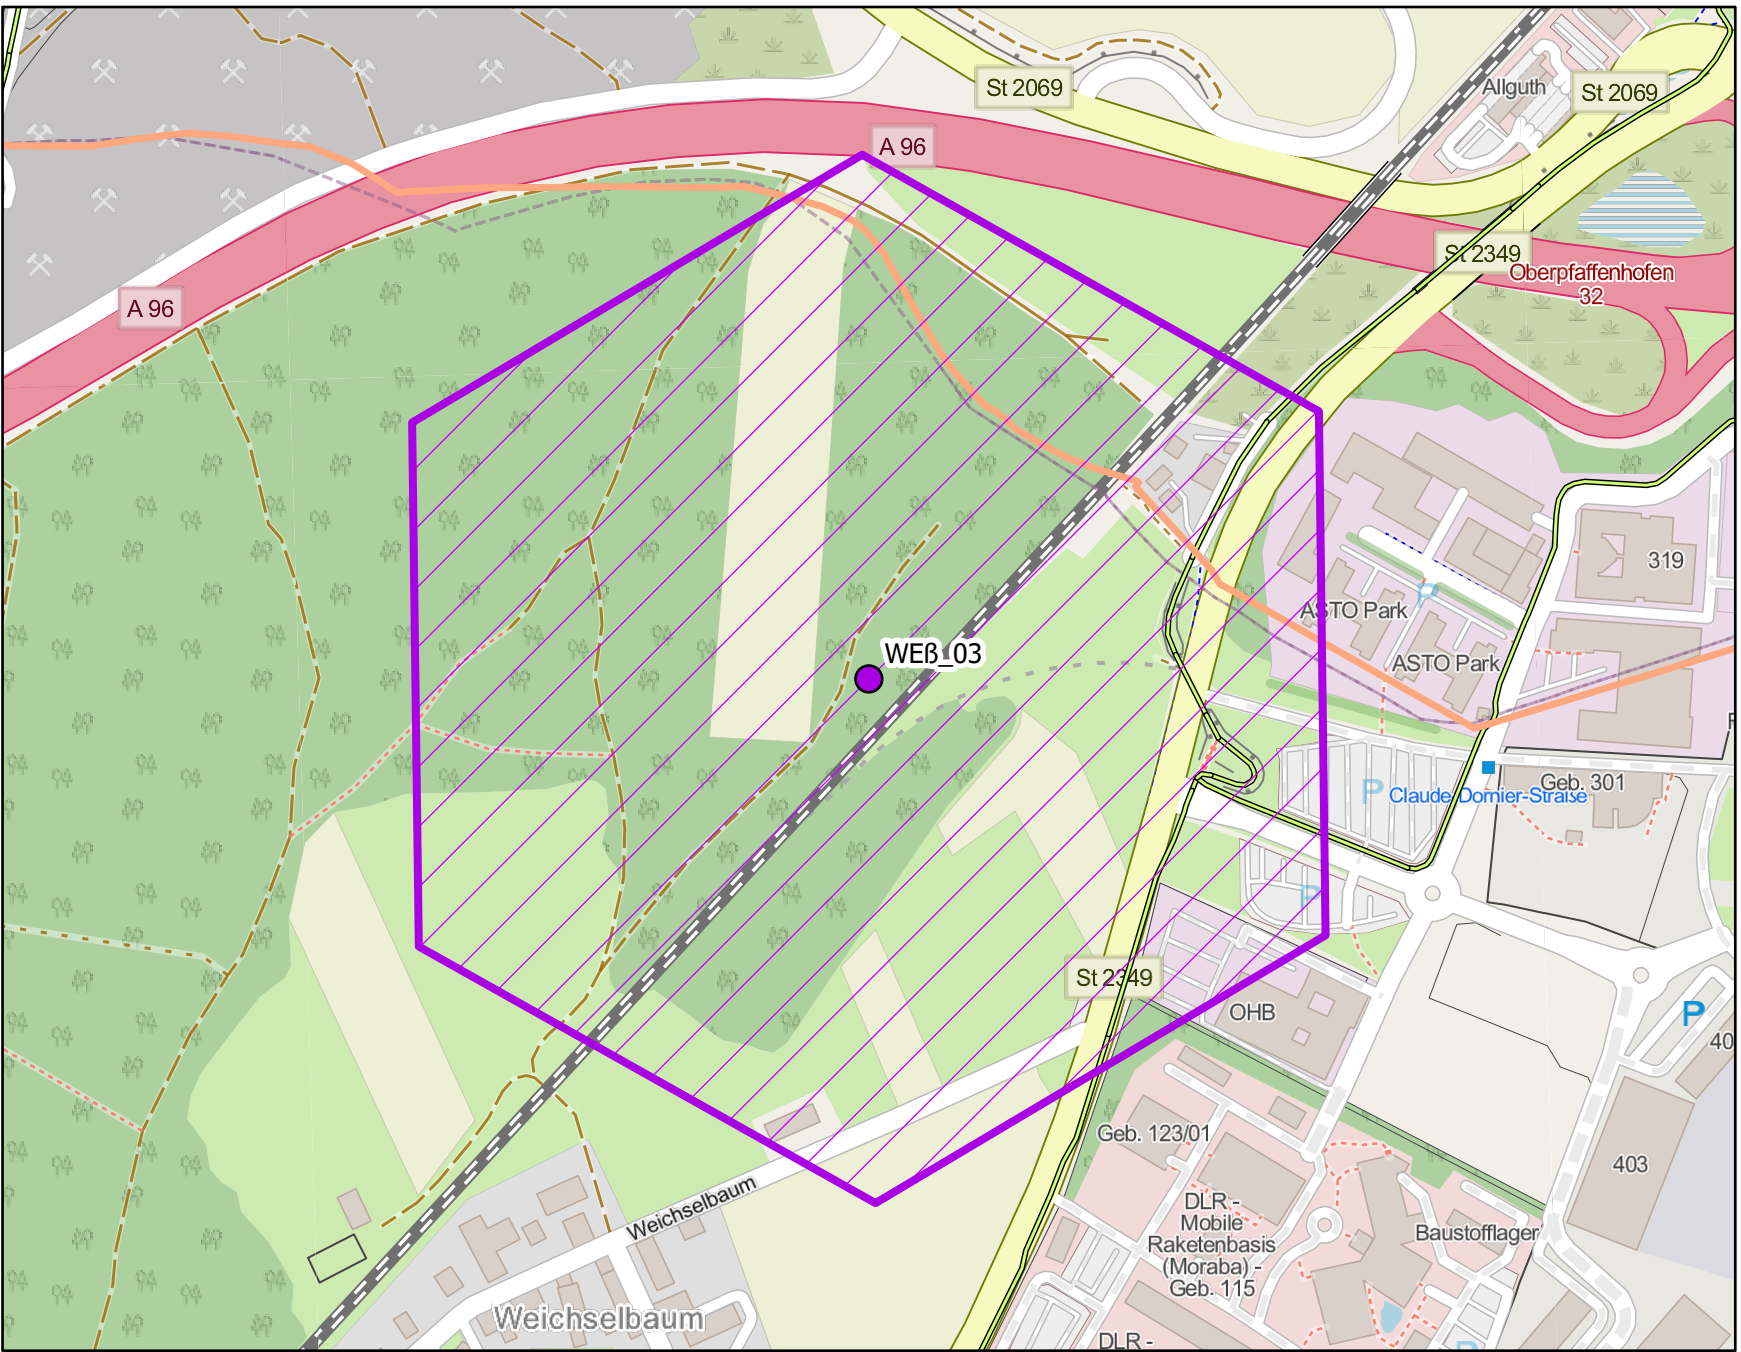 St 2069
Allguth
St 2069
A 96
St 2349
Oberpfaffenhofen
32
A 96
319
ASTO Park
P
ASTO Park
WEß_03
Geb. 301
P
Claude-Dornier-Straße
P
St 2349
OHB
P
40
Geb. 123/01
403
DLR -
Mobile
Raketenbasis
(Moraba) -
Geb. 115
Baustofflager
Weichselbaum
Weichselbaum
DLR -
P